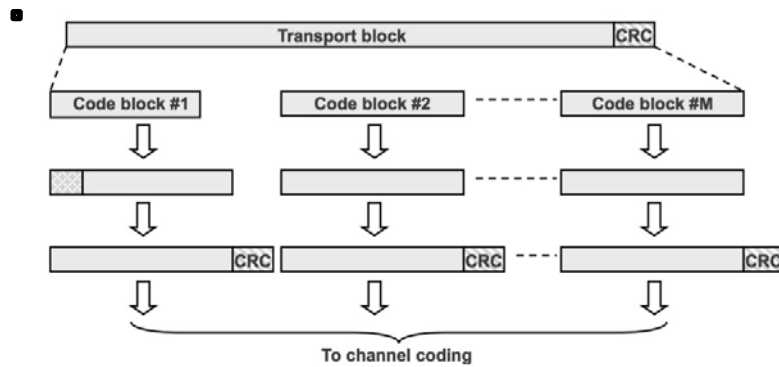 Transport block CRC
Code block #1 Code block #2 Code block #M
CRC CRC CRC
To channel coding